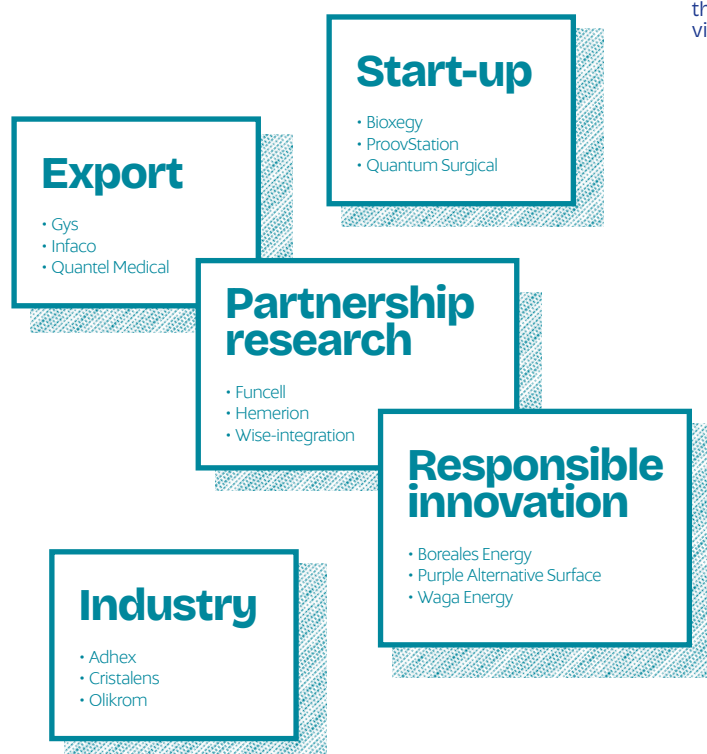 Start-up
• Bioxegy
• ProovStation
• Quantum Surgical
Export
• Gys
• Infaco
• Quantel Medical
Partnership
research
• Funcell
• Hemerion
• Wise-integration
Responsible
innovation
• Boreales Energy
• Purple Alternative Surface
• Waga Energy
Industry
• Adhex
• Cristalens
• Olikrom